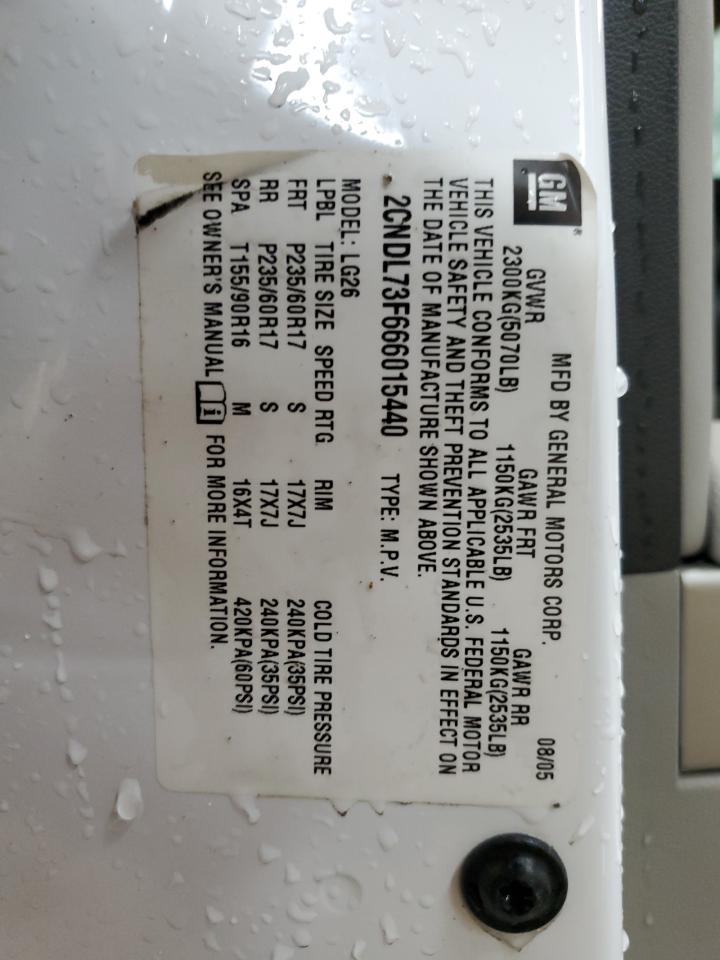 GM®
MFD BY GENERAL MOTORS CORP. 08/05
GVWR GAWR FRT GAWR RR
2300KG(5070LB) 1150KG(2535LB) 1150KG(2535LB)
THIS VEHICLE CONFORMS TO ALL APPLICABLE U.S. FEDERAL MOTOR
VEHICLE SAFETY AND THEFT PREVENTION STANDARDS IN EFFECT ON
THE DATE OF MANUFACTURE SHOWN ABOVE.
2CNDL73F666015440 TYPE: M.P.V.
MODEL: LG26
LPBL TIRE SIZE SPEED RTG RIM COLD TIRE PRESSURE
FRT P235/60R17 S 17X7J 240KPA(35PSI)
RR P235/60R17 S 17X7J 240KPA(35PSI)
SPA T155/90R16 M 16X4T 420KPA(60PSI)
SEE OWNER'S MANUAL FOR MORE INFORMATION.